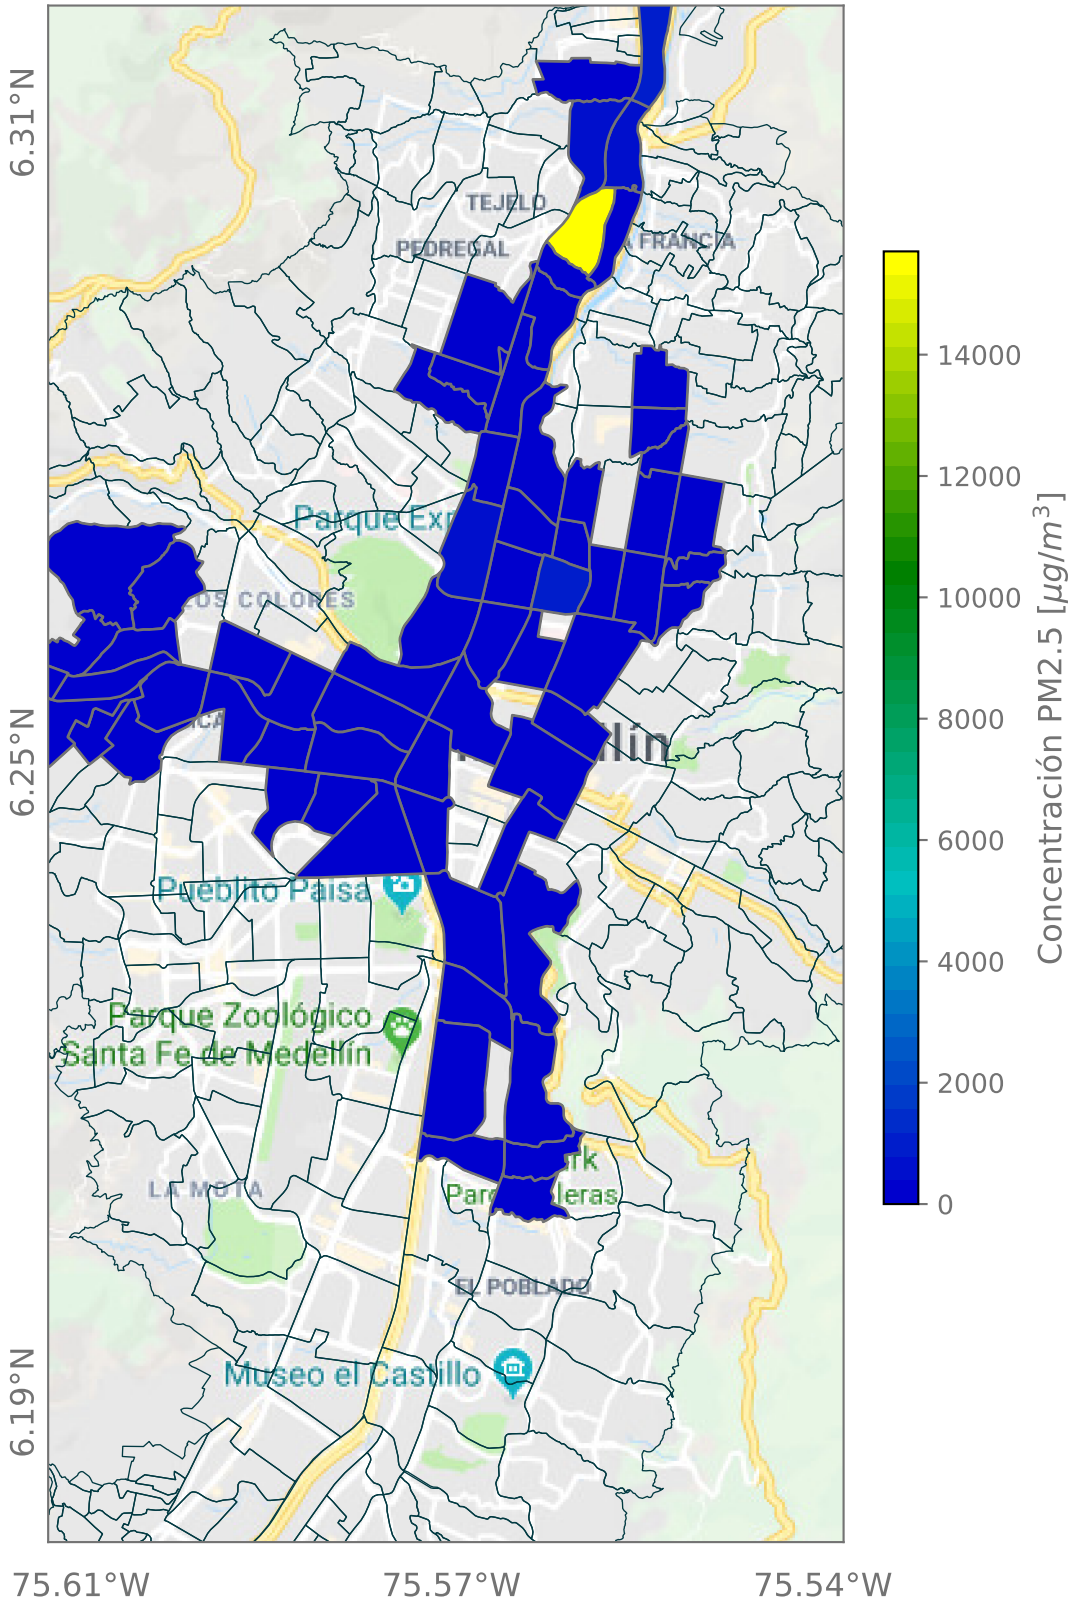 6.31°N
6.25°N
6.19°N
TEJELO
PEDREGAL
A FRANCIA
Parque Exp
LOS COLORES
lín
Pueblito Paisa
Parque Zoológico
Santa Fe de Medellín
rk
Parq leras
LA MOTA
EL POBLADO
Museo el Castillo
75.61°W 75.57°W 75.54°W
14000
12000
10000
8000
6000
4000
2000
0
Concentración PM2.5 [μg/m³]